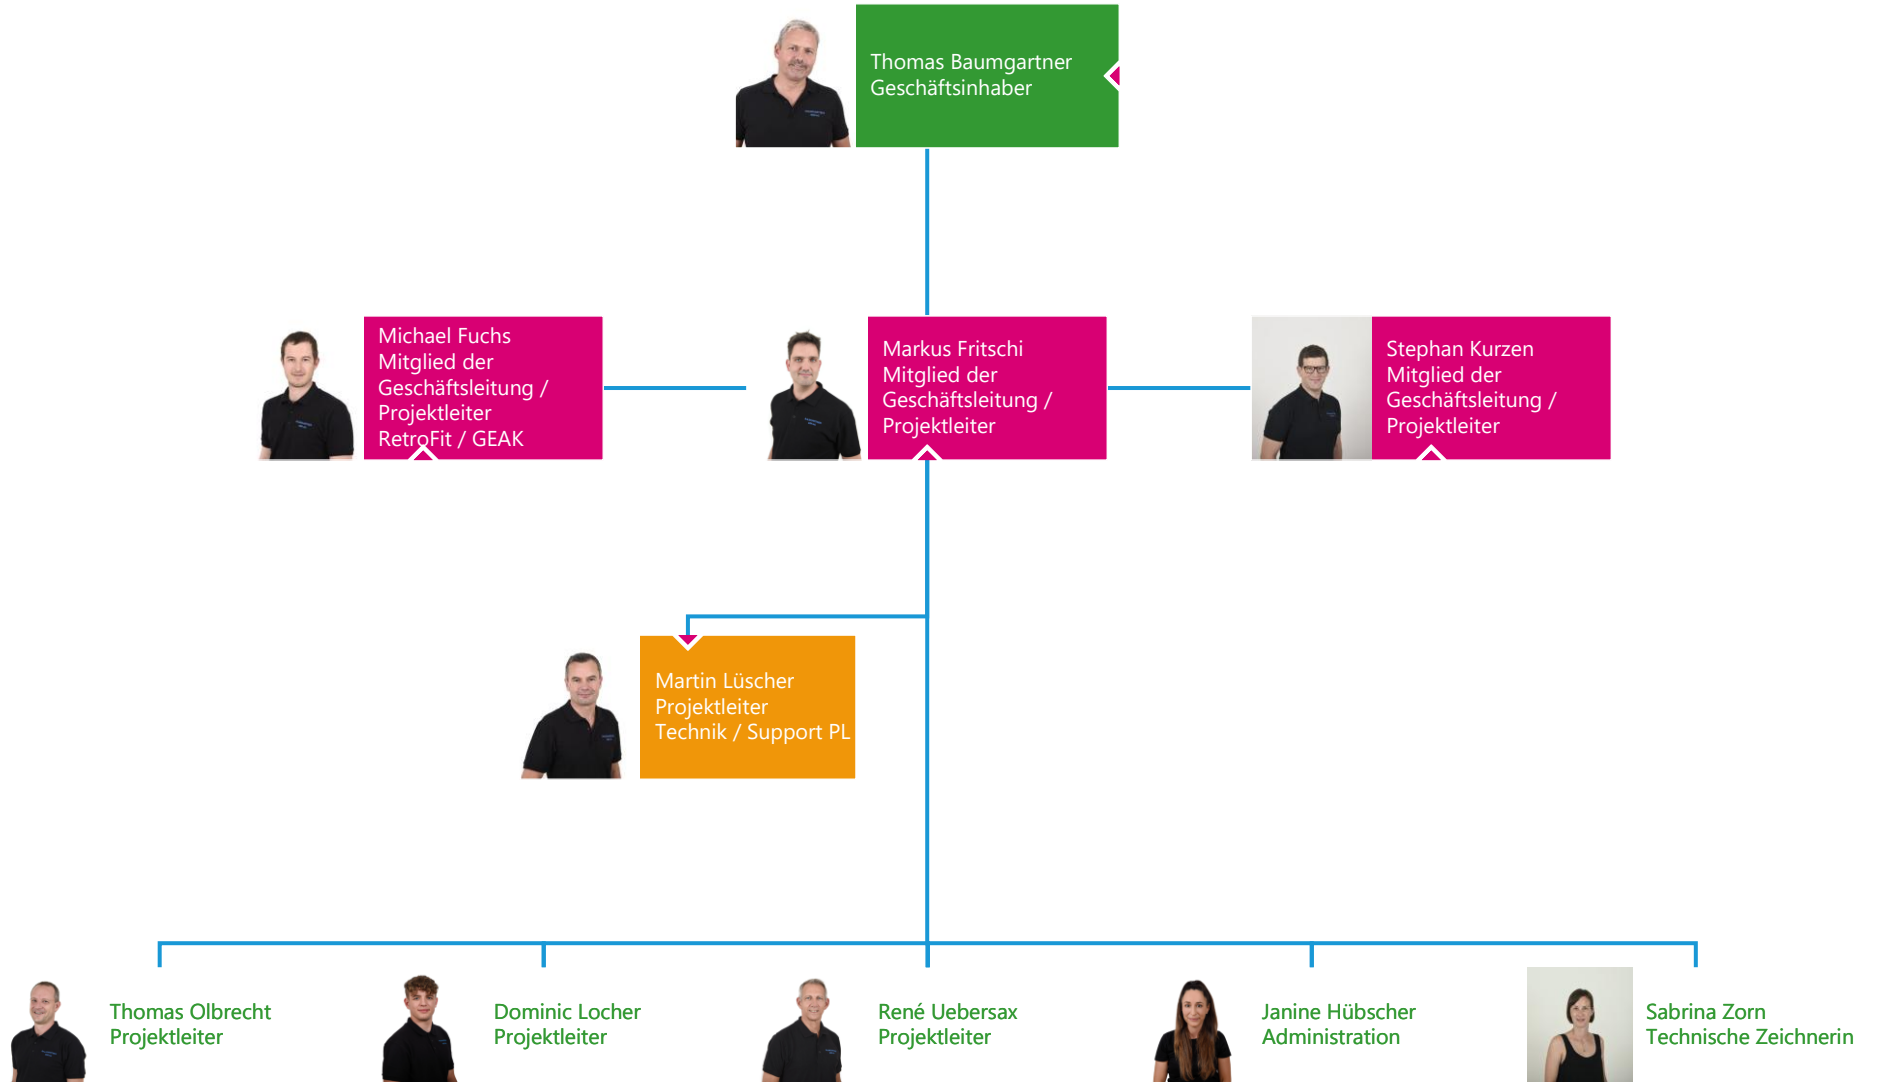 Thomas Baumgartner
Geschäftsinhaber
Michael Fuchs
Mitglied der
Geschäftsleitung /
Projektleiter
RetroFit / GEAK
Markus Fritschi
Mitglied der
Geschäftsleitung /
Projektleiter
Stephan Kurzen
Mitglied der
Geschäftsleitung /
Projektleiter
Martin Lüscher
Projektleiter
Technik / Support PL
Thomas Olbrecht
Projektleiter
Dominic Locher
Projektleiter
René Uebersax
Projektleiter
Janine Hübscher
Administration
Sabrina Zorn
Technische Zeichnerin